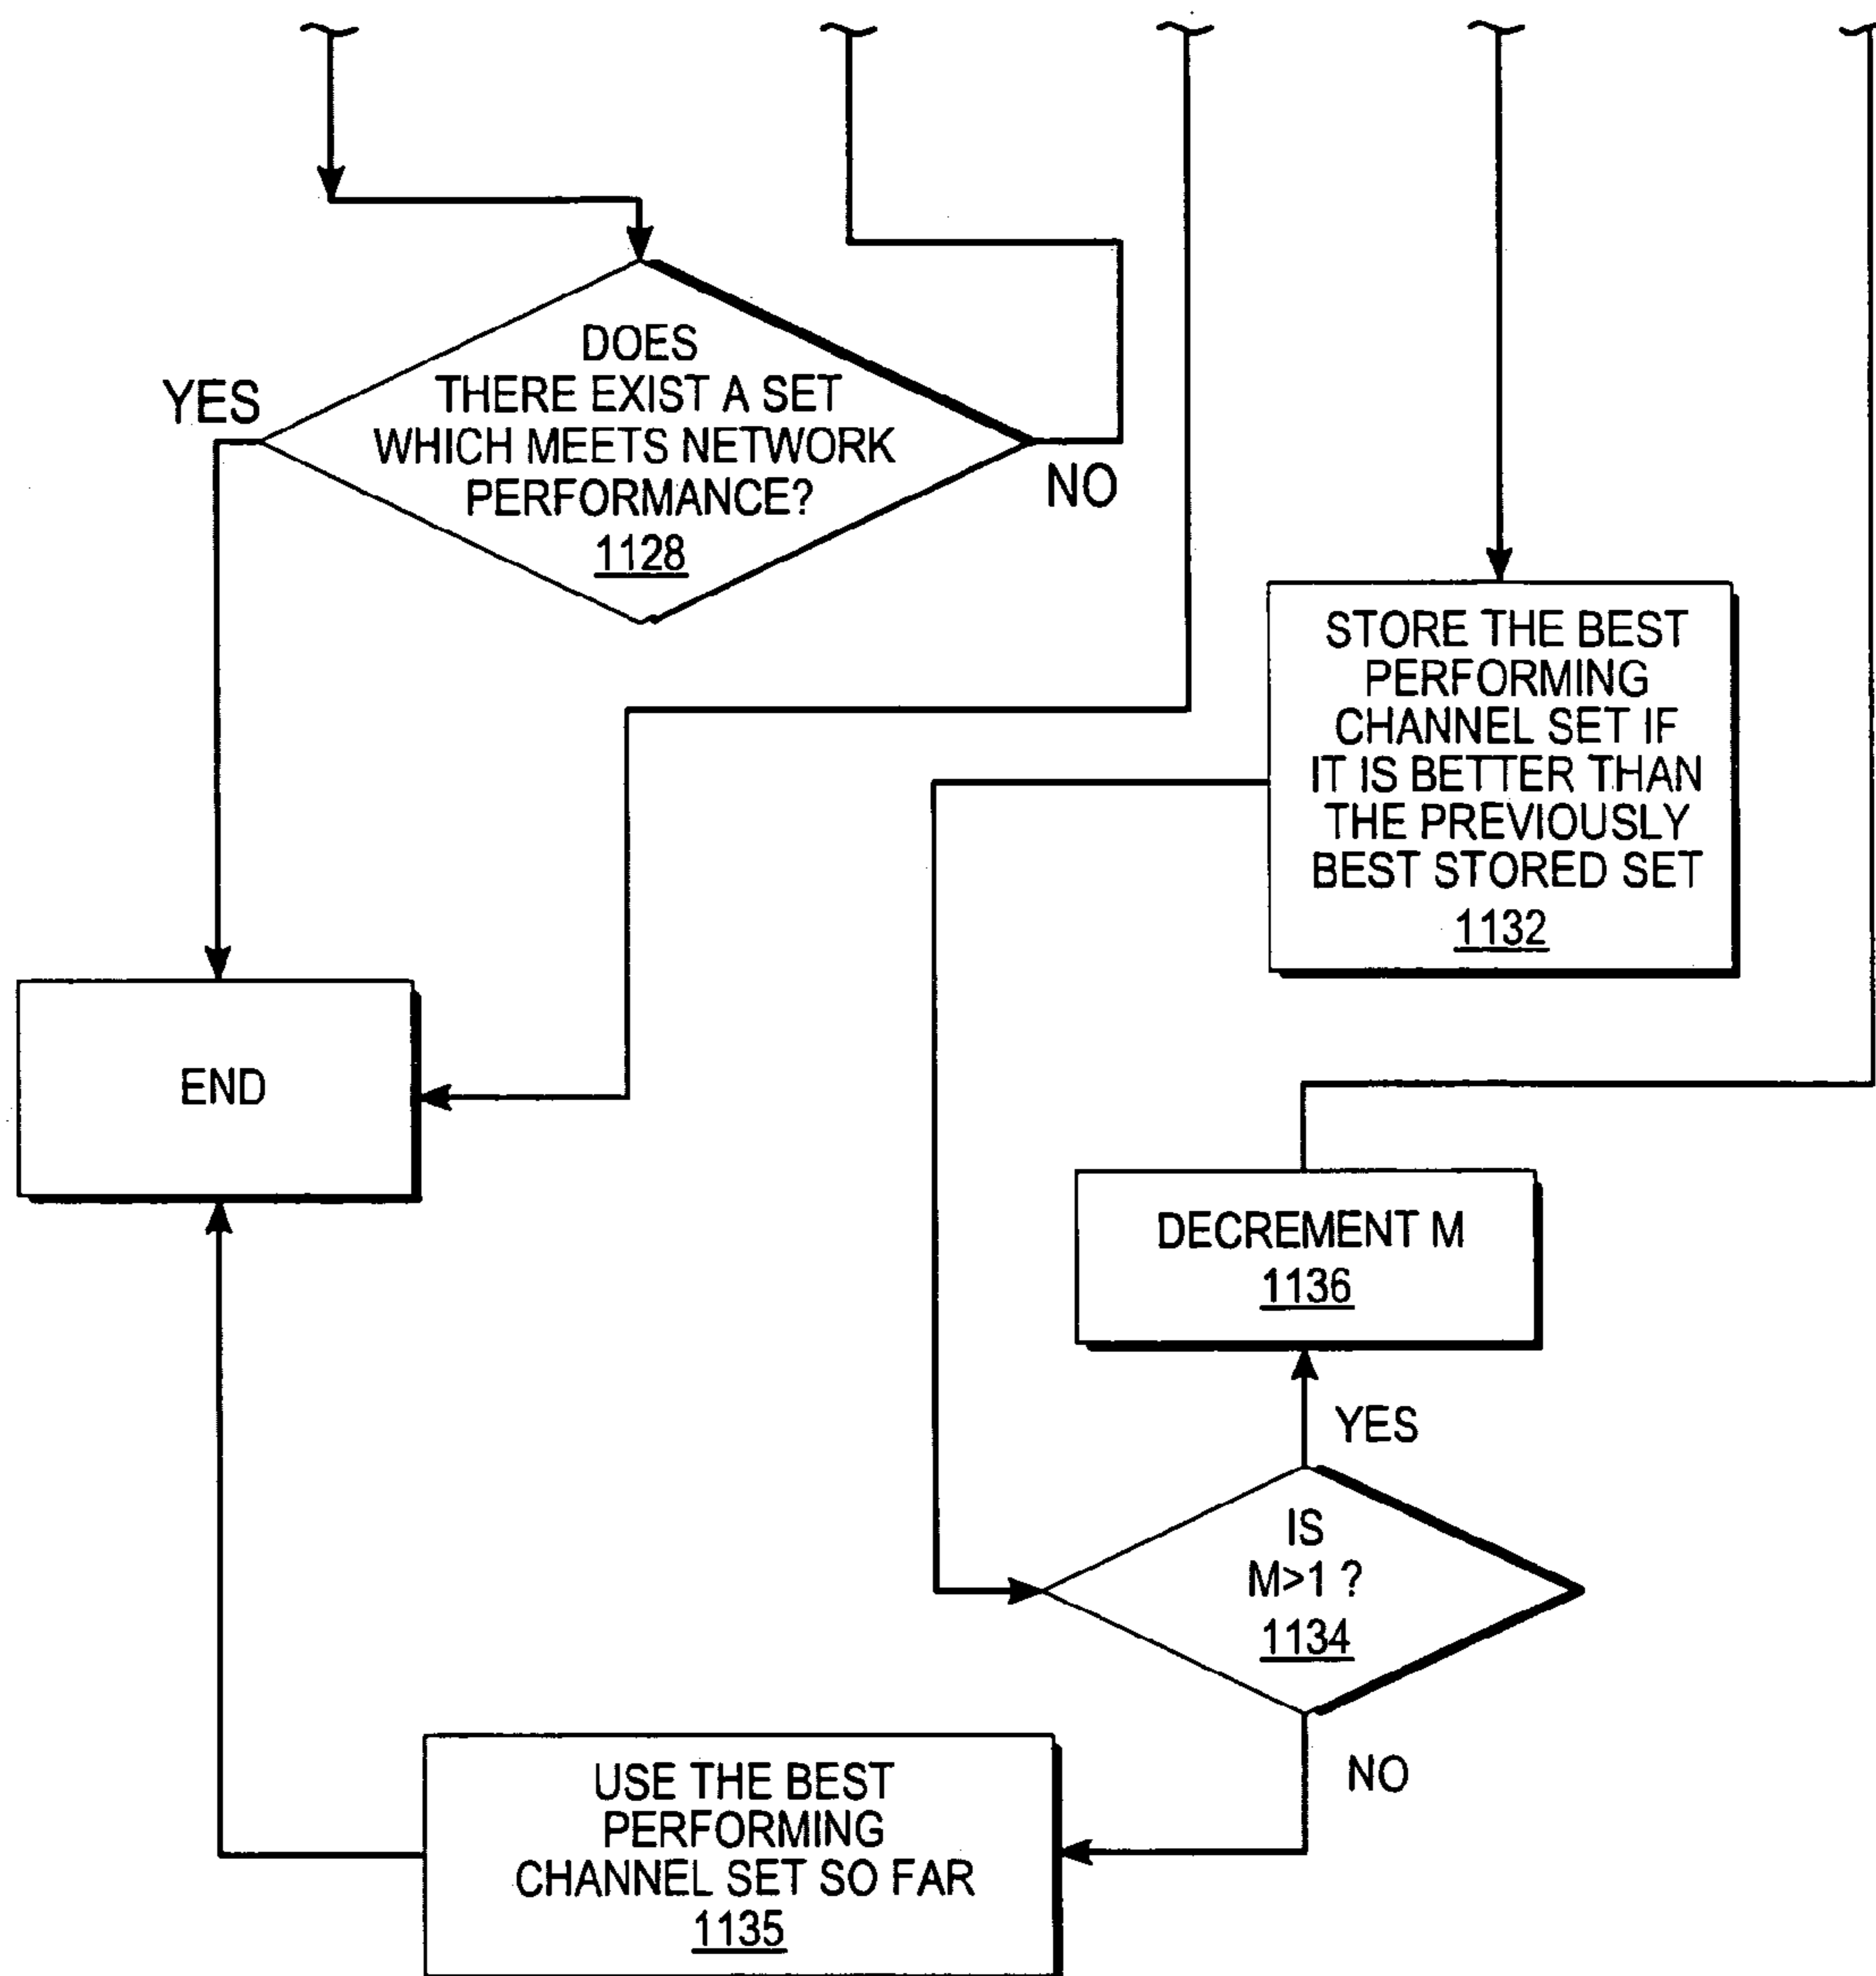 DOES
THERE EXIST A SET
WHICH MEETS NETWORK
PERFORMANCE?
1128
YES
NO
STORE THE BEST
PERFORMING
CHANNEL SET IF
IT IS BETTER THAN
THE PREVIOUSLY
BEST STORED SET
1132
END
DECREMENT M
1136
YES
IS
M>1 ?
1134
NO
USE THE BEST
PERFORMING
CHANNEL SET SO FAR
1135